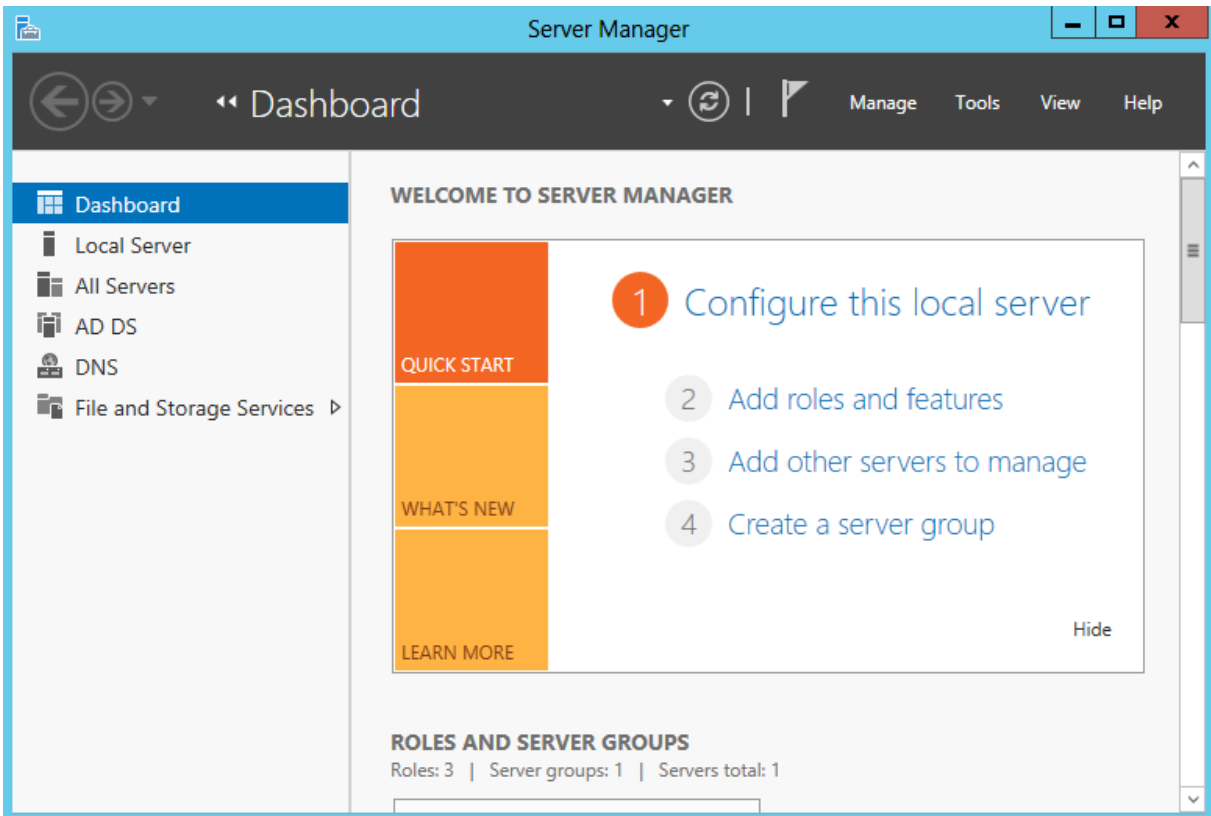 Server Manager
Dashboard
Manage Tools View Help
Dashboard
Local Server
All Servers
AD DS
DNS
File and Storage Services
WELCOME TO SERVER MANAGER
QUICK START
WHAT'S NEW
LEARN MORE
1 Configure this local server
2 Add roles and features
3 Add other servers to manage
4 Create a server group
Hide
ROLES AND SERVER GROUPS
Roles: 3 | Server groups: 1 | Servers total: 1